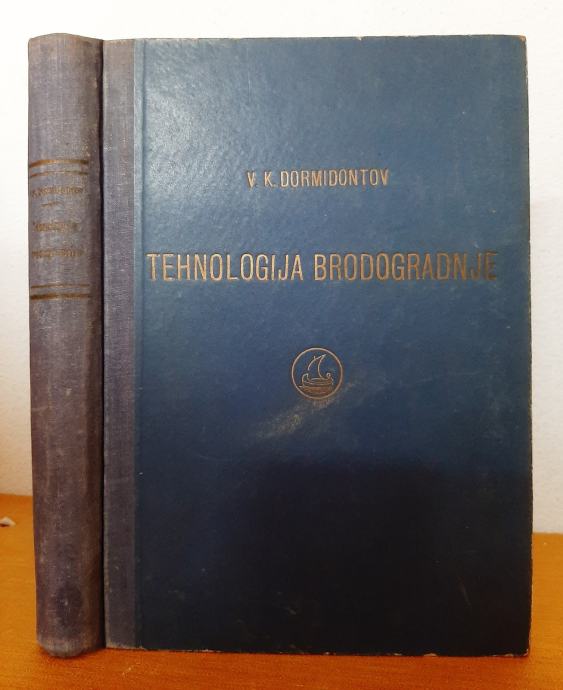 V. K. DORMIDONTOV
TEHNOLOGIJA BRODOGRADNJE